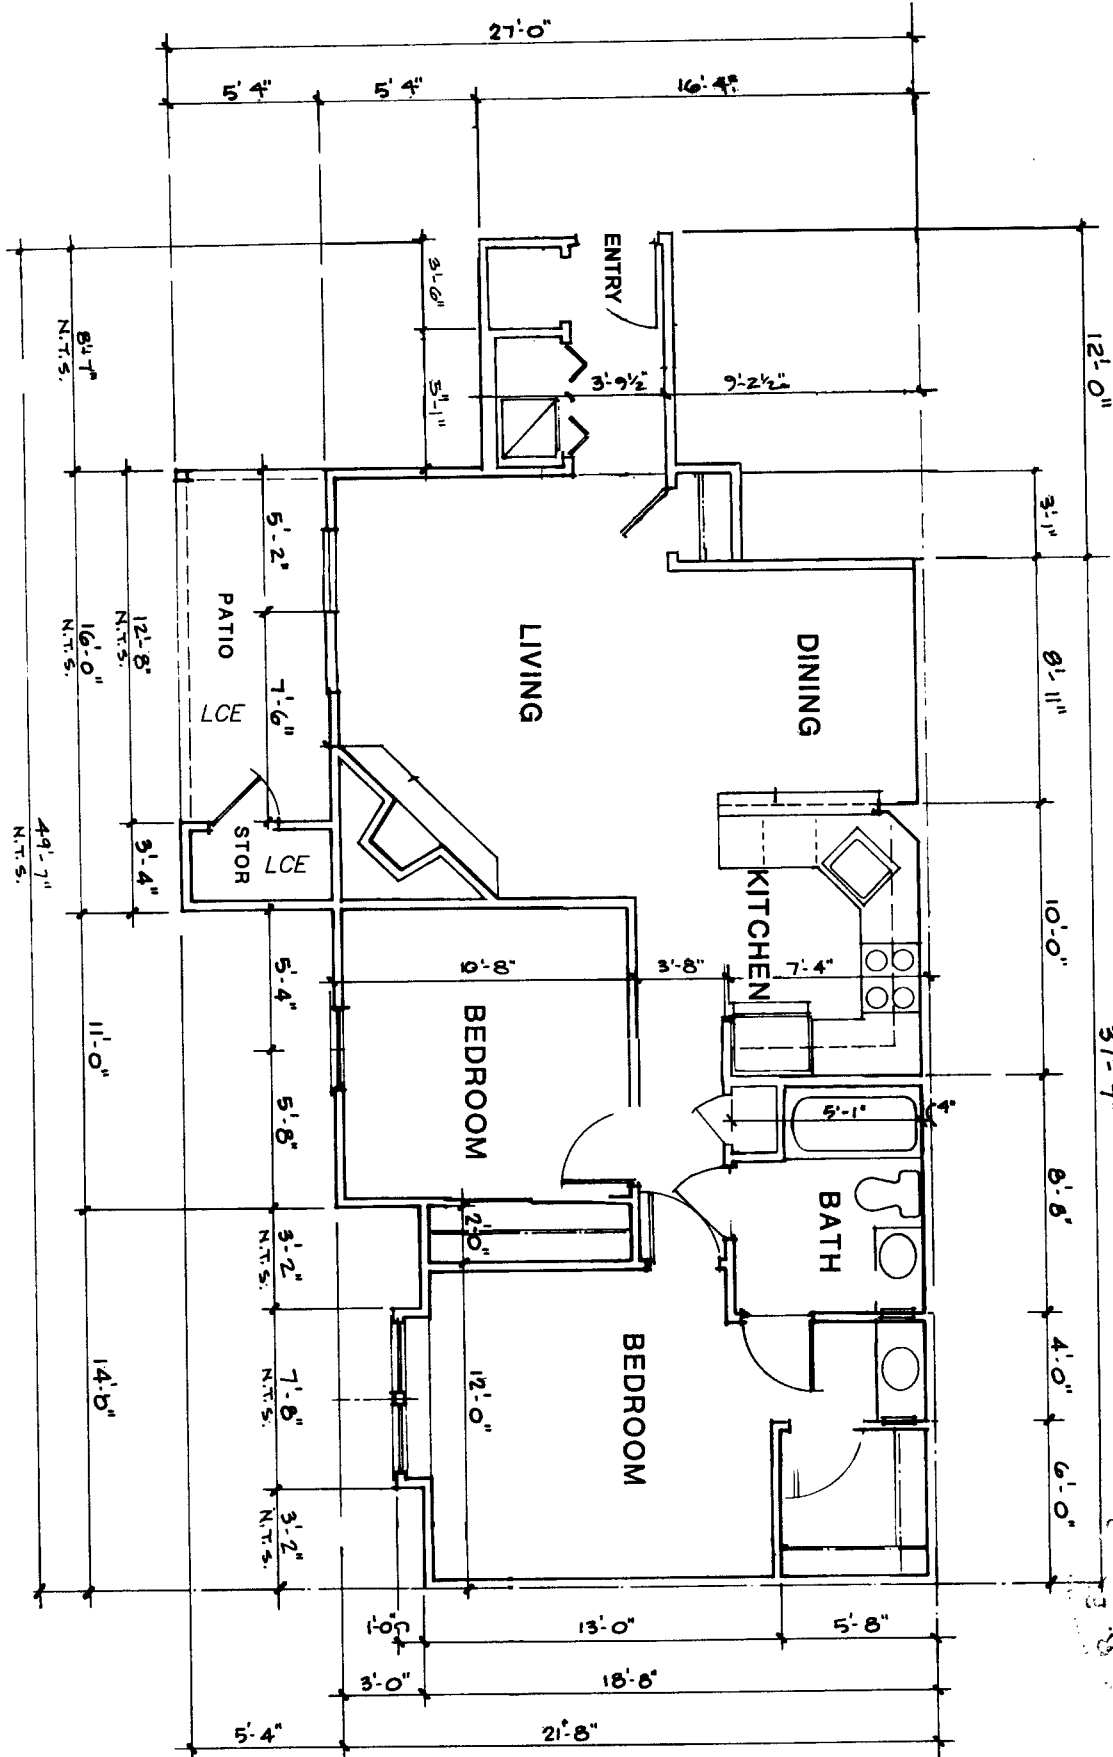 27'-0"
5'4"
5'4"
16'-4"
12'-0"
ENTRY
3'-6"
5'-1"
3'-9½"
9'-2½"
8'-7"
N.T.S.
3'-1"
5'-2"
PATIO
12'-8"
N.T.S.
16'-0"
N.T.S.
7'-6"
LCE
LIVING
DINING
8'-11"
STOR
LCE
3'-4"
49'-7"
N.T.S.
KITCHEN
10'-0"
10'-8"
3'-8"
7'-4"
5'-4"
BEDROOM
11'-0"
5'-8"
5'-1"
4"
37'-7"
BATH
8'-8"
2'-0"
3'-2"
N.T.S.
BEDROOM
12'-0"
7'-8"
N.T.S.
4'-0"
6'-0"
3'-2"
N.T.S.
1'-0"
13'-0"
5'-8"
3'-0"
18'-8"
5'-4"
21'-8"